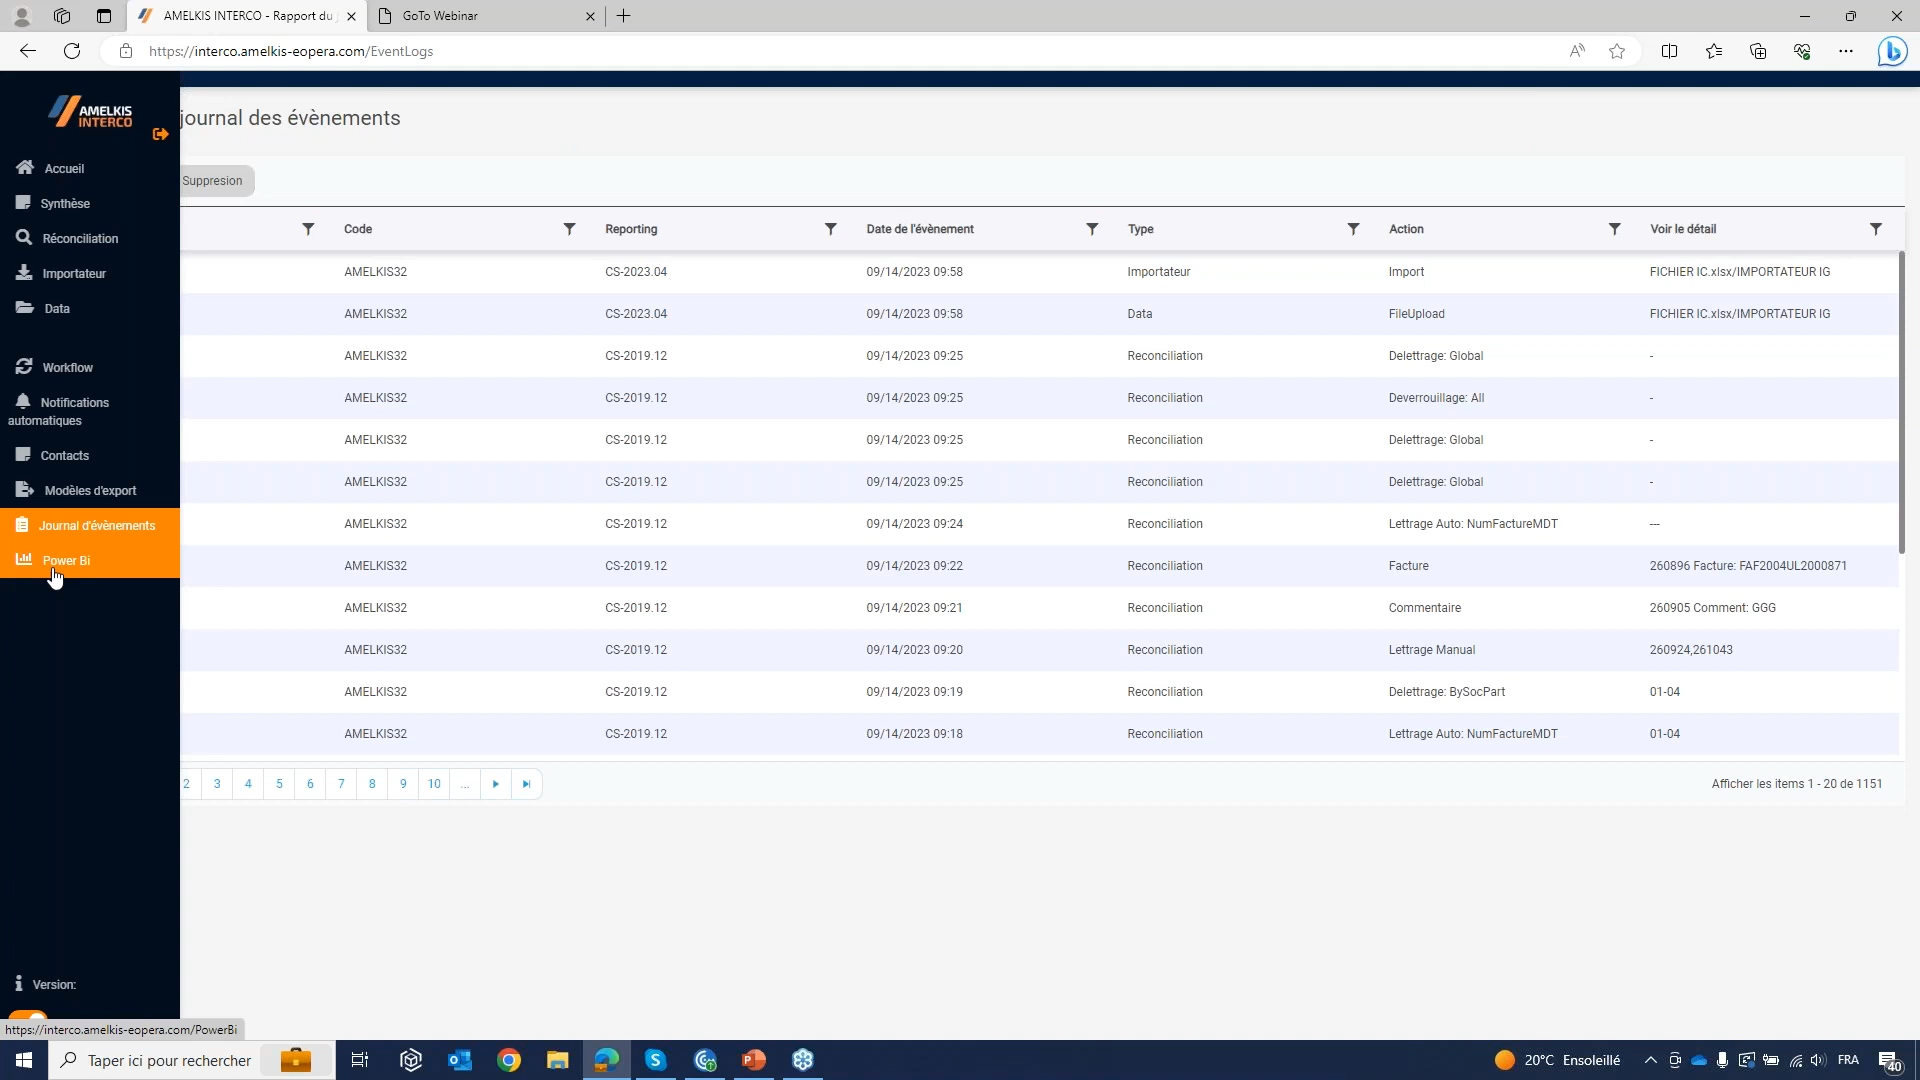 AMELKIS INTERCO - Rapport du
GoTo Webinar
https://interco.amelkis-eopera.com/EventLogs
AMELKIS
INTERCO
Accueil
Synthèse
Réconciliation
Importateur
Data
Workflow
Notifications
automatiques
Contacts
Modèles d'export
Journal d'évènements
Power Bi
Version:
https://interco.amelkis-eopera.com/PowerBi
journal des évènements
Suppresion
Code Reporting Date de l'évènement Type Action Voir le détail
AMELKIS32 CS-2023.04 09/14/2023 09:58 Importateur Import FICHIER IC.xlsx/IMPORTATEUR IG
AMELKIS32 CS-2023.04 09/14/2023 09:58 Data FileUpload FICHIER IC.xlsx/IMPORTATEUR IG
AMELKIS32 CS-2019.12 09/14/2023 09:25 Reconciliation Delettrage: Global -
AMELKIS32 CS-2019.12 09/14/2023 09:25 Reconciliation Deverrouillage: All -
AMELKIS32 CS-2019.12 09/14/2023 09:25 Reconciliation Delettrage: Global -
AMELKIS32 CS-2019.12 09/14/2023 09:25 Reconciliation Delettrage: Global -
AMELKIS32 CS-2019.12 09/14/2023 09:24 Reconciliation Lettrage Auto: NumFactureMDT ---
AMELKIS32 CS-2019.12 09/14/2023 09:22 Reconciliation Facture 260896 Facture: FAF2004UL2000871
AMELKIS32 CS-2019.12 09/14/2023 09:21 Reconciliation Commentaire 260905 Comment: GGG
AMELKIS32 CS-2019.12 09/14/2023 09:20 Reconciliation Lettrage Manual 260924,261043
AMELKIS32 CS-2019.12 09/14/2023 09:19 Reconciliation Delettrage: BySocPart 01-04
AMELKIS32 CS-2019.12 09/14/2023 09:18 Reconciliation Lettrage Auto: NumFactureMDT 01-04
2 3 4 5 6 7 8 9 10 ... Afficher les items 1 - 20 de 1151
Taper ici pour rechercher
20°C Ensoleillé FRA 40